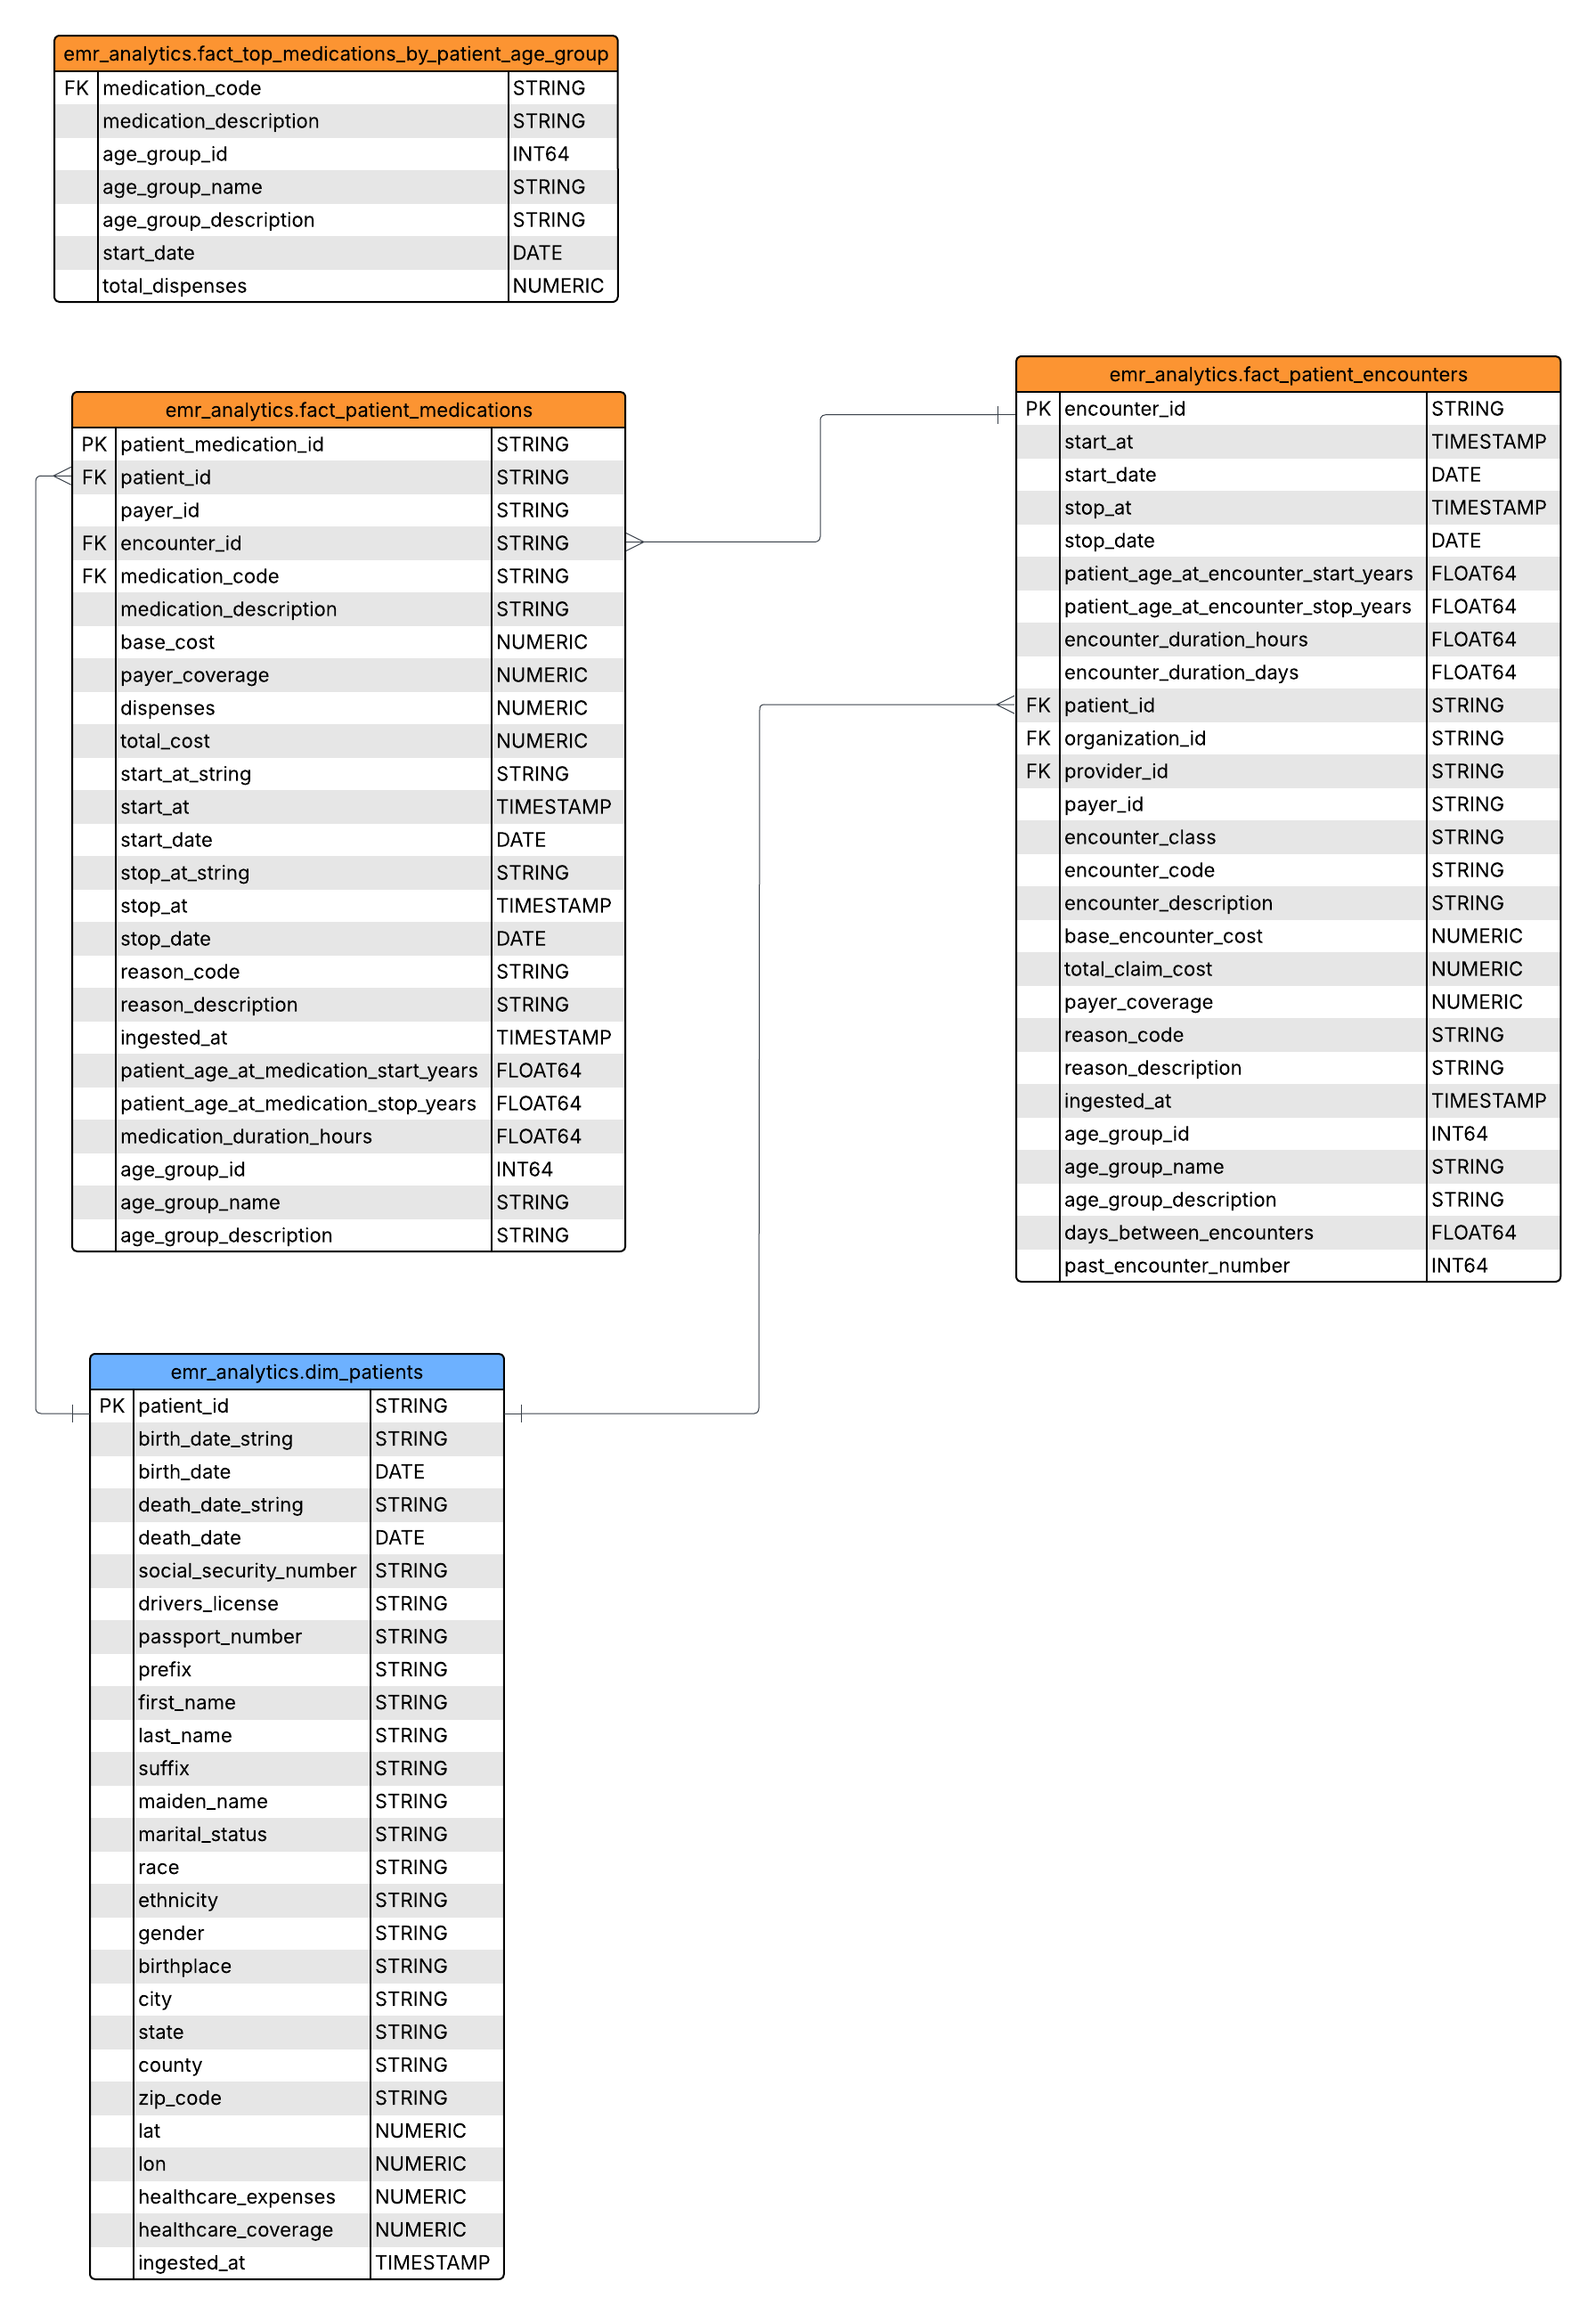 emr_analytics.fact_top_medications_by_patient_age_group
FK medication_code STRING
medication_description STRING
age_group_id INT64
age_group_name STRING
age_group_description STRING
start_date DATE
total_dispenses NUMERIC
emr_analytics.fact_patient_medications
PK patient_medication_id STRING
FK patient_id STRING
payer_id STRING
FK encounter_id STRING
FK medication_code STRING
medication_description STRING
base_cost NUMERIC
payer_coverage NUMERIC
dispenses NUMERIC
total_cost NUMERIC
start_at_string STRING
start_at TIMESTAMP
start_date DATE
stop_at_string STRING
stop_at TIMESTAMP
stop_date DATE
reason_code STRING
reason_description STRING
ingested_at TIMESTAMP
patient_age_at_medication_start_years FLOAT64
patient_age_at_medication_stop_years FLOAT64
medication_duration_hours FLOAT64
age_group_id INT64
age_group_name STRING
age_group_description STRING
emr_analytics.fact_patient_encounters
PK encounter_id STRING
start_at TIMESTAMP
start_date DATE
stop_at TIMESTAMP
stop_date DATE
patient_age_at_encounter_start_years FLOAT64
patient_age_at_encounter_stop_years FLOAT64
encounter_duration_hours FLOAT64
encounter_duration_days FLOAT64
FK patient_id STRING
FK organization_id STRING
FK provider_id STRING
payer_id STRING
encounter_class STRING
encounter_code STRING
encounter_description STRING
base_encounter_cost NUMERIC
total_claim_cost NUMERIC
payer_coverage NUMERIC
reason_code STRING
reason_description STRING
ingested_at TIMESTAMP
age_group_id INT64
age_group_name STRING
age_group_description STRING
days_between_encounters FLOAT64
past_encounter_number INT64
emr_analytics.dim_patients
PK patient_id STRING
birth_date_string STRING
birth_date DATE
death_date_string STRING
death_date DATE
social_security_number STRING
drivers_license STRING
passport_number STRING
prefix STRING
first_name STRING
last_name STRING
suffix STRING
maiden_name STRING
marital_status STRING
race STRING
ethnicity STRING
gender STRING
birthplace STRING
city STRING
state STRING
county STRING
zip_code STRING
lat NUMERIC
lon NUMERIC
healthcare_expenses NUMERIC
healthcare_coverage NUMERIC
ingested_at TIMESTAMP